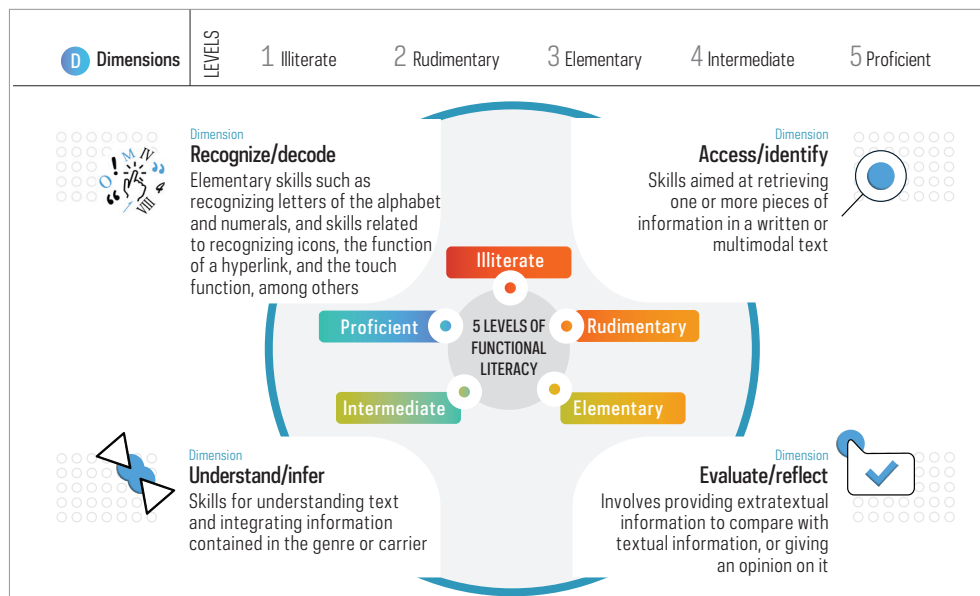 D Dimensions
LEVELS
1 Illiterate
2 Rudimentary
3 Elementary
4 Intermediate
5 Proficient
Dimension
Recognize/decode
Elementary skills such as
recognizing letters of the alphabet
and numerals, and skills related
to recognizing icons, the function
of a hyperlink, and the touch
function, among others
Dimension
Access/identify
Skills aimed at retrieving
one or more pieces of
information in a written or
multimodal text
! M IV
O ”
“ 4
VIII
Illiterate
Proficient
5 LEVELS OF
FUNCTIONAL
LITERACY
Rudimentary
Intermediate
Elementary
Dimension
Understand/infer
Skills for understanding text
and integrating information
contained in the genre or carrier
Dimension
Evaluate/reflect
Involves providing extratextual
information to compare with
textual information, or giving
an opinion on it